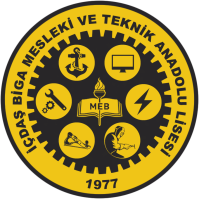 İÇDAŞ BİGA MESLEKİ VE TEKNİK ANADOLU LİSESİ
MEB
1977